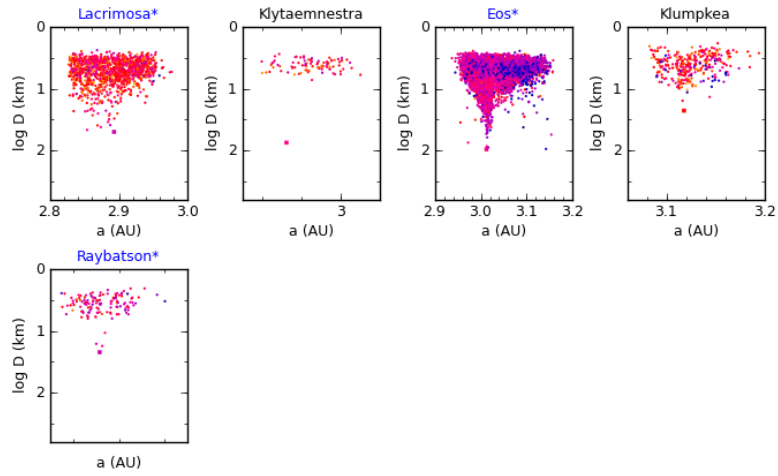 Lacrimosa*
Klytaemnestra
Eos*
Klumpkea
0
1
2
log D (km)
2.8
2.9
3.0
a (AU)
0
1
2
log D (km)
3
a (AU)
0
1
2
log D (km)
2.9
3.0
3.1
3.2
a (AU)
0
1
2
log D (km)
3.1
3.2
a (AU)
Raybatson*
0
1
2
log D (km)
a (AU)